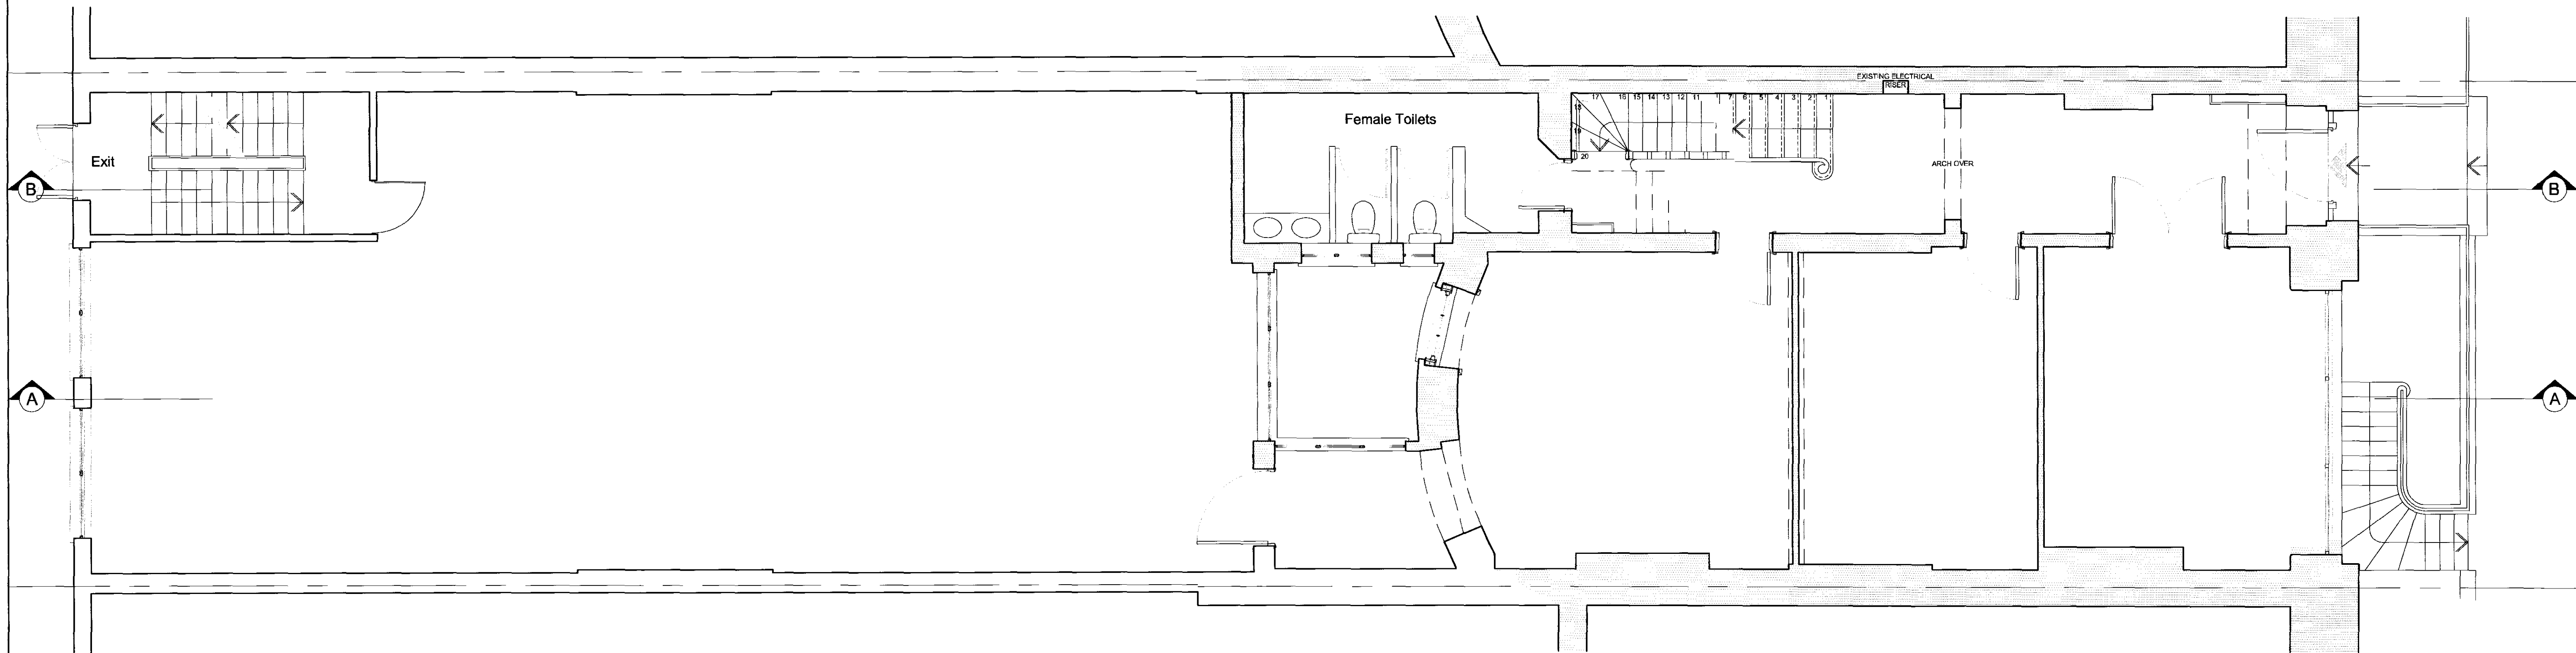 EXISTING ELECTRICAL
RISER
17 16 15 14 13 12 11 7 6 5 4 3 2 1
18
19
20
Female Toilets
Exit
ARCH OVER
B
B
A
A